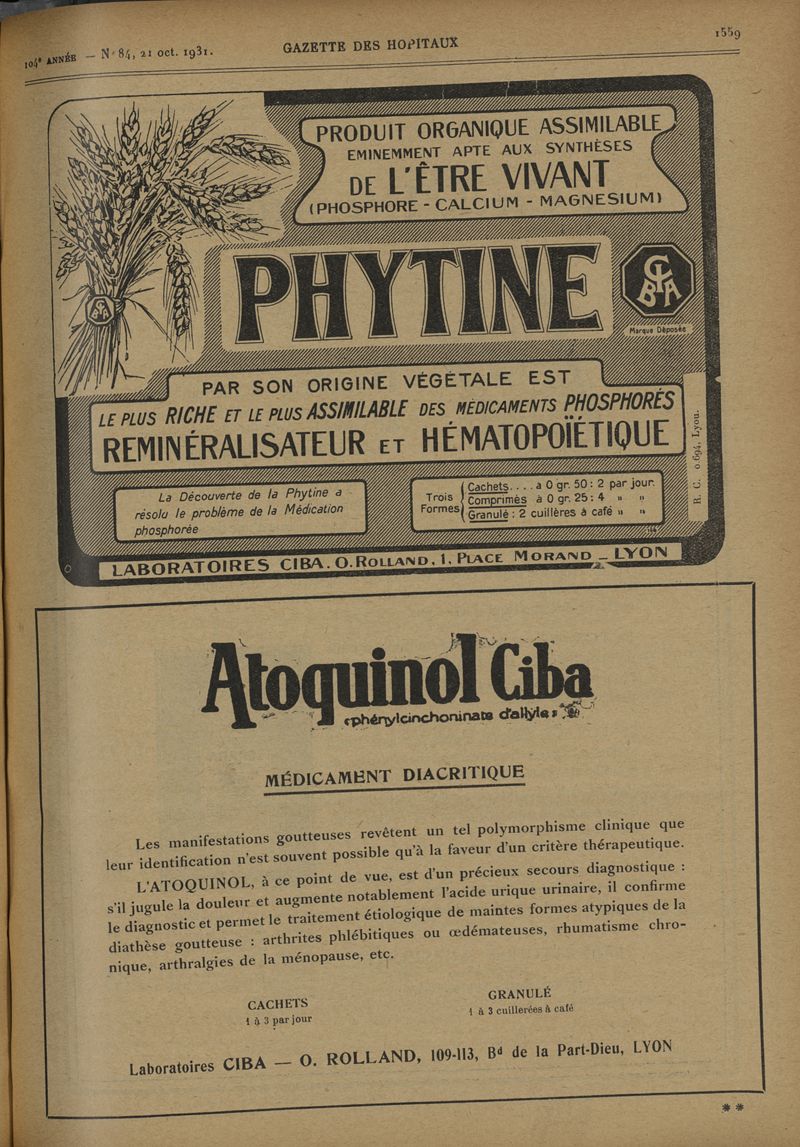 104e ANNÉE — N° 84, 21 oct. 1931.
GAZETTE DES HOPITAUX
1559
PRODUIT ORGANIQUE ASSIMILABLE
EMINEMMENT APTE AUX SYNTHÈSES
DE L'ÊTRE VIVANT
(PHOSPHORE - CALCIUM - MAGNESIUM)
PHYTINE
CIBA
CIBA
Marque Déposée
PAR SON ORIGINE VÉGÉTALE EST
LE PLUS RICHE ET LE PLUS ASSIMILABLE DES MÉDICAMENTS PHOSPHORÉS
REMINÉRALISATEUR ET HÉMATOPOÏÉTIQUE
R. C. 0.694, Lyon.
La Découverte de la Phytine a
résolu le problème de la Médication
phosphorée
Trois Formes
Cachets.... a 0 gr. 50 : 2 par jour.
Comprimés à 0 gr. 25 : 4 " "
Granulé : 2 cuillères à café " "
LABORATOIRES CIBA. O. ROLLAND, 1, PLACE MORAND _ LYON
Atoquinol Ciba
«phénylcinchoninate d'allyle»
MÉDICAMENT DIACRITIQUE
Les manifestations goutteuses revêtent un tel polymorphisme clinique que
leur identification n'est souvent possible qu'à la faveur d'un critère thérapeutique.
L'ATOQUINOL, à ce point de vue, est d'un précieux secours diagnostique :
s'il jugule la douleur et augmente notablement l'acide urique urinaire, il confirme
le diagnostic et permet le traitement étiologique de maintes formes atypiques de la
diathèse goutteuse : arthrites phlébitiques ou œdémateuses, rhumatisme chro-
nique, arthralgies de la ménopause, etc.
CACHETS
1 à 3 par jour
GRANULÉ
1 à 3 cuillerées à café
Laboratoires CIBA — O. ROLLAND, 109-113, Bd de la Part-Dieu, LYON
**